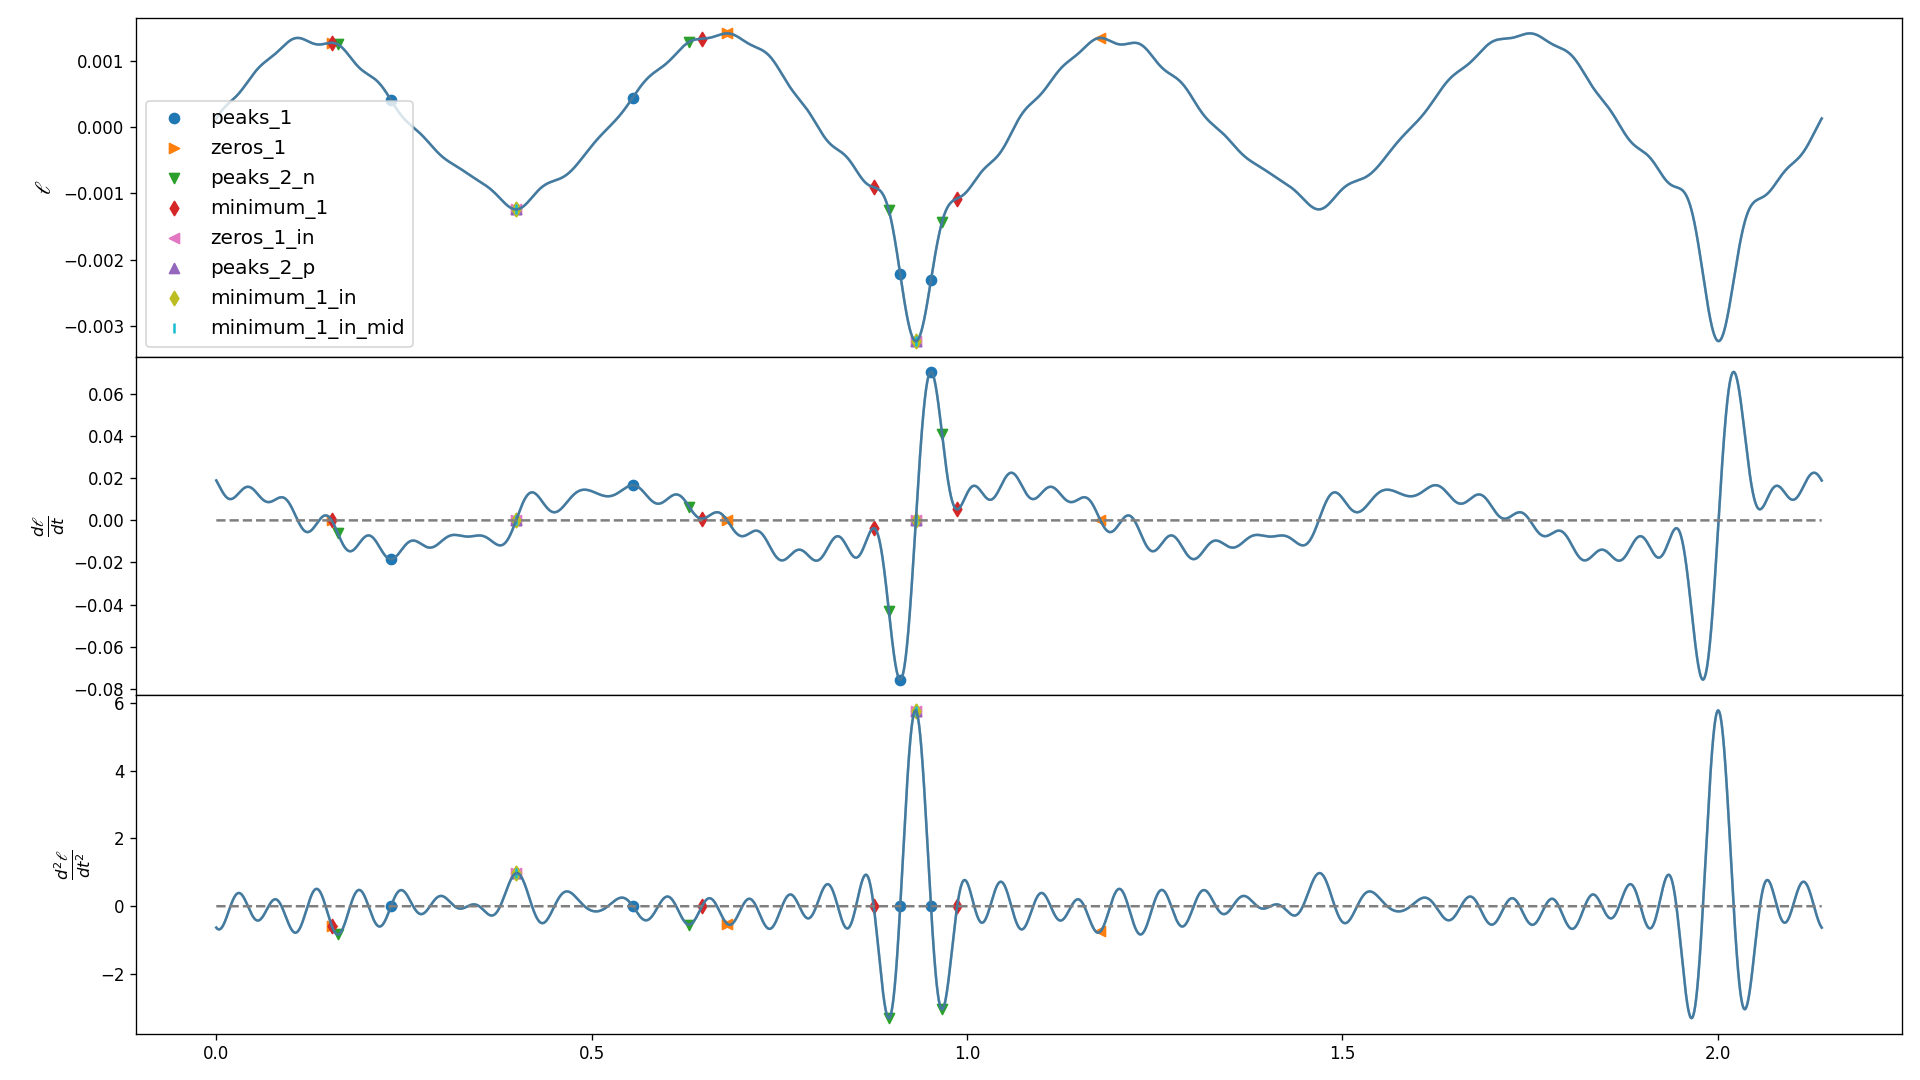 0.001
0.000
−0.001
−0.002
−0.003
ℓ
peaks_1
zeros_1
peaks_2_n
minimum_1
zeros_1_in
peaks_2_p
minimum_1_in
minimum_1_in_mid
0.06
0.04
0.02
0.00
−0.02
−0.04
−0.06
−0.08
dℓ
dt
6
4
2
0
−2
d²ℓ
dt²
0.0 0.5 1.0 1.5 2.0